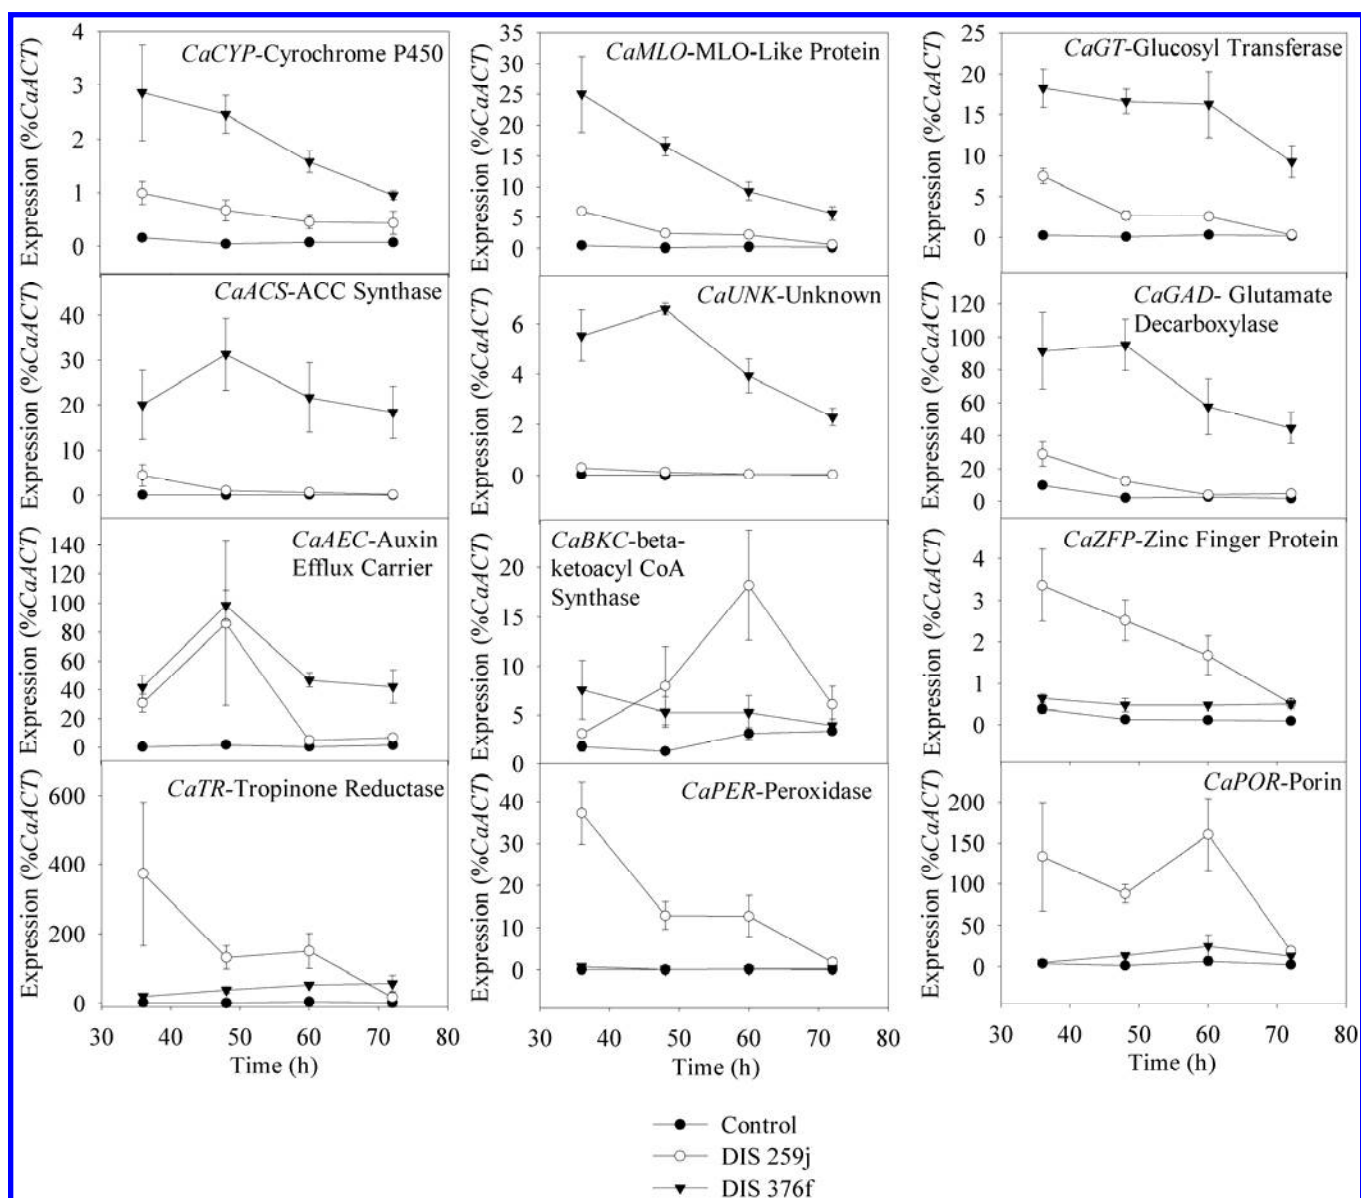 Expression (%CaACT)
4
3
2
1
0
CaCYP-Cyrochrome P450
Expression (%CaACT)
35
30
25
20
15
10
5
0
CaMLO-MLO-Like Protein
Expression (%CaACT)
25
20
15
10
5
0
CaGT-Glucosyl Transferase
Expression (%CaACT)
40
30
20
10
0
CaACS-ACC Synthase
Expression (%CaACT)
6
4
2
0
CaUNK-Unknown
Expression (%CaACT)
120
100
80
60
40
20
0
CaGAD- Glutamate
Decarboxylase
Expression (%CaACT)
140
120
100
80
60
40
20
0
CaAEC-Auxin
Efflux Carrier
Expression (%CaACT)
20
15
10
5
0
CaBKC-beta-
ketoacyl CoA
Synthase
Expression (%CaACT)
4
3
2
1
0
CaZFP-Zinc Finger Protein
Expression (%CaACT)
600
400
200
0
CaTR-Tropinone Reductase
30 40 50 60 70 80
Time (h)
Expression (%CaACT)
40
30
20
10
0
CaPER-Peroxidase
30 40 50 60 70 80
Time (h)
Expression (%CaACT)
200
150
100
50
0
CaPOR-Porin
30 40 50 60 70 80
Time (h)
Control
DIS 259j
DIS 376f